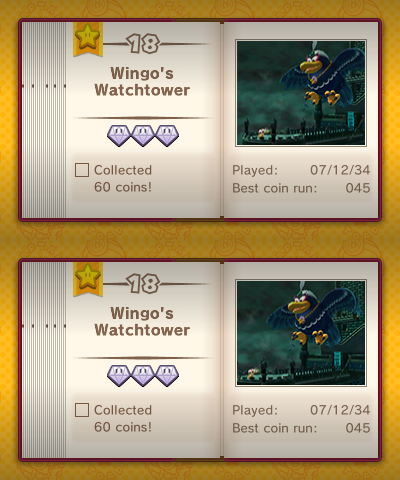 18
Wingo's
Watchtower
Collected
60 coins!
Played: 07/12/34
Best coin run: 045
18
Wingo's
Watchtower
Collected
60 coins!
Played: 07/12/34
Best coin run: 045